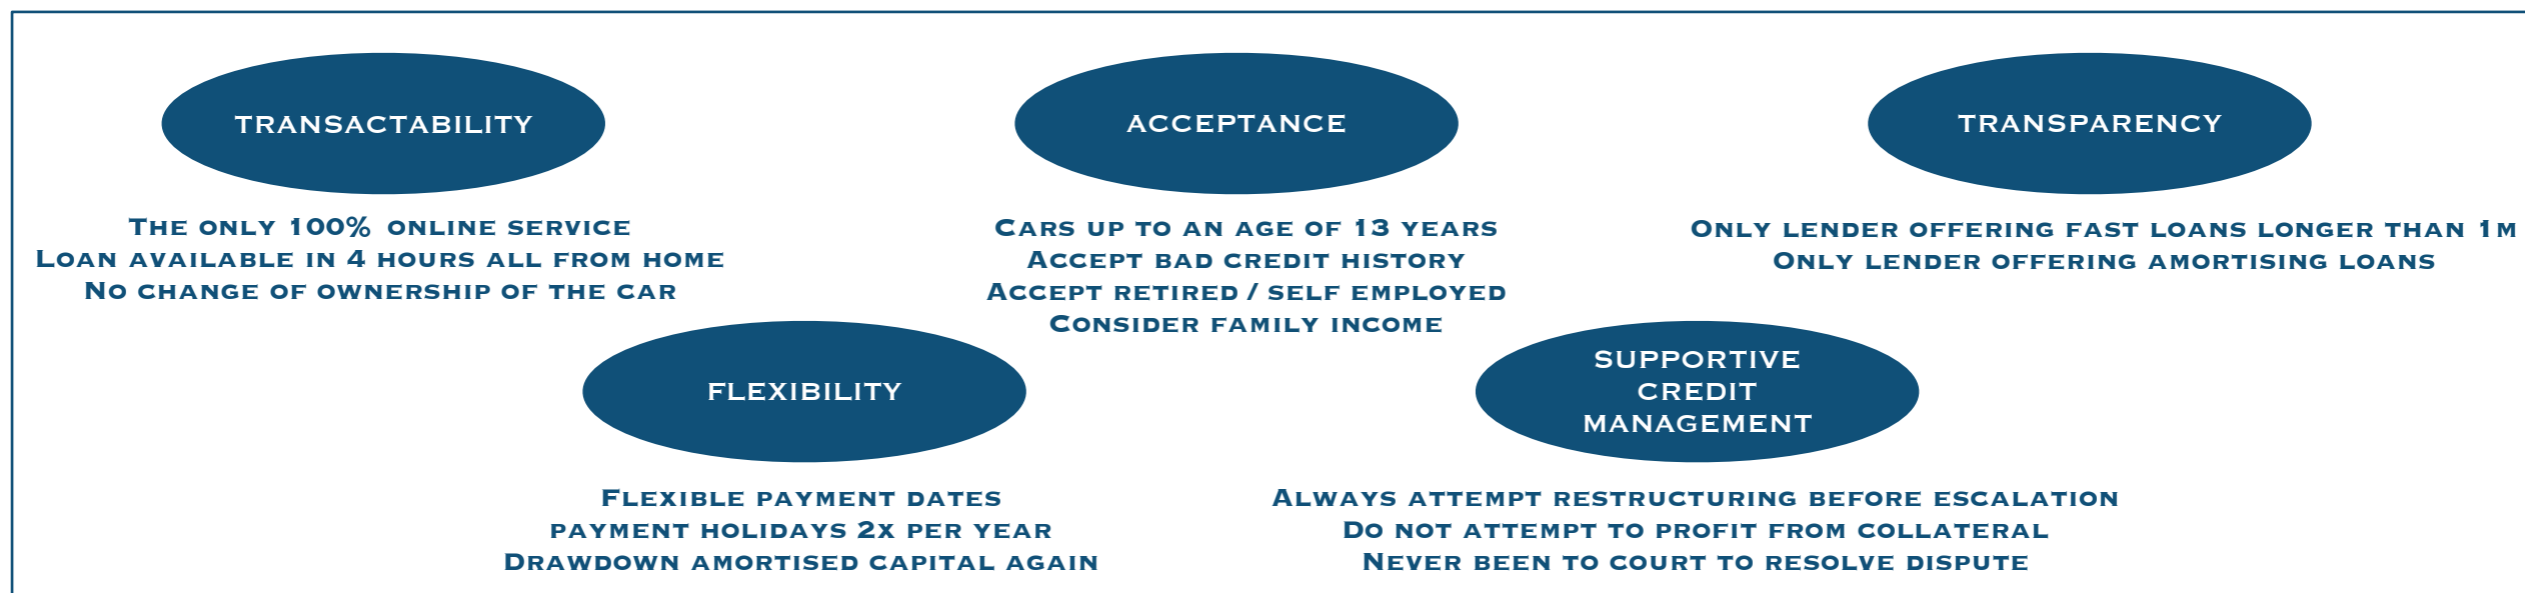 TRANSACTABILITY
The only 100% online service
Loan available in 4 hours all from home
No change of ownership of the car
ACCEPTANCE
Cars up to an age of 13 years
Accept bad credit history
Accept retired / self employed
Consider family income
TRANSPARENCY
Only lender offering fast loans longer than 1m
Only lender offering amortising loans
FLEXIBILITY
Flexible payment dates
payment holidays 2x per year
Drawdown amortised capital again
SUPPORTIVE
CREDIT
MANAGEMENT
Always attempt restructuring before escalation
Do not attempt to profit from collateral
Never been to court to resolve dispute